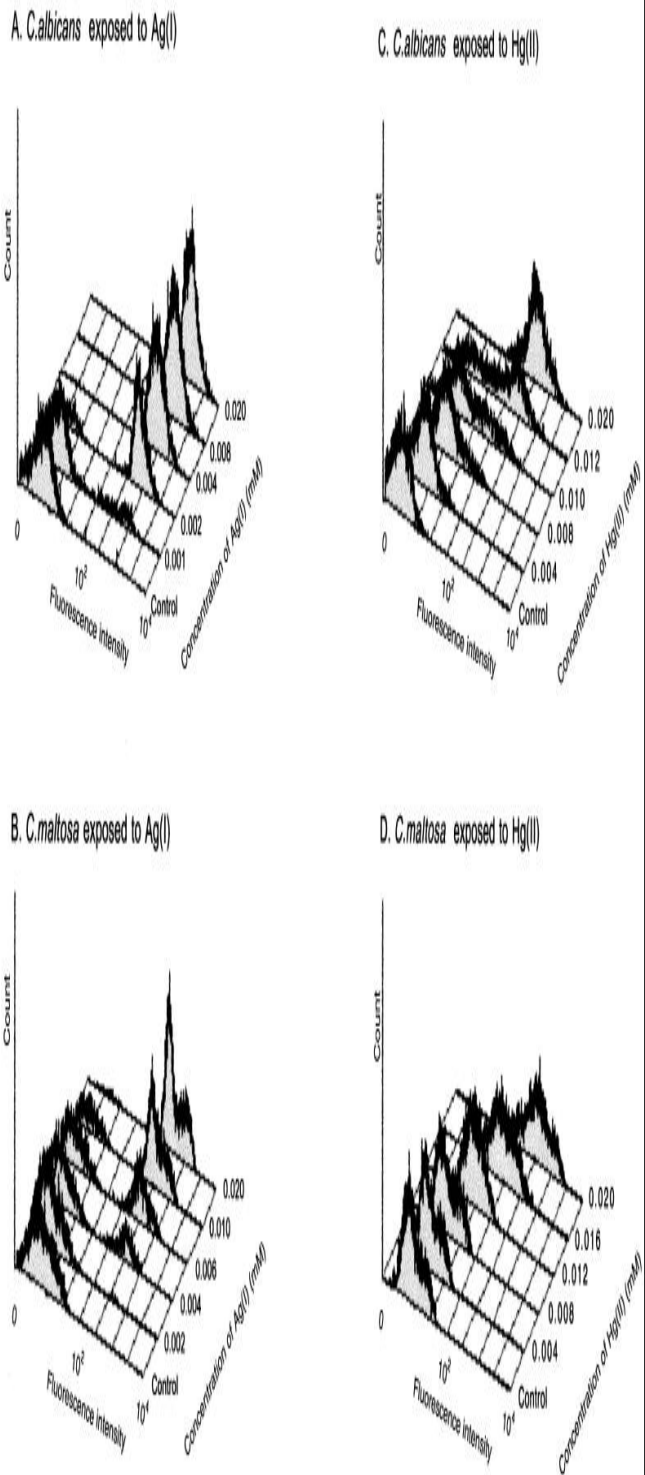 A. C.albicans exposed to Ag(I)
Count
0
10²
10⁴
Fluorescence intensity
Control
0.001
0.002
0.004
0.008
0.020
Concentration of Ag(I) (mM)
C. C.albicans exposed to Hg(II)
Count
0
10²
10⁴
Fluorescence intensity
Control
0.004
0.008
0.010
0.012
0.020
Concentration of Hg(II) (mM)
B. C.maltosa exposed to Ag(I)
Count
0
10²
10⁴
Fluorescence intensity
Control
0.002
0.004
0.006
0.010
0.020
Concentration of Ag(I) (mM)
D. C.maltosa exposed to Hg(II)
Count
0
10²
10⁴
Fluorescence intensity
Control
0.004
0.008
0.012
0.016
0.020
Concentration of Hg(II) (mM)